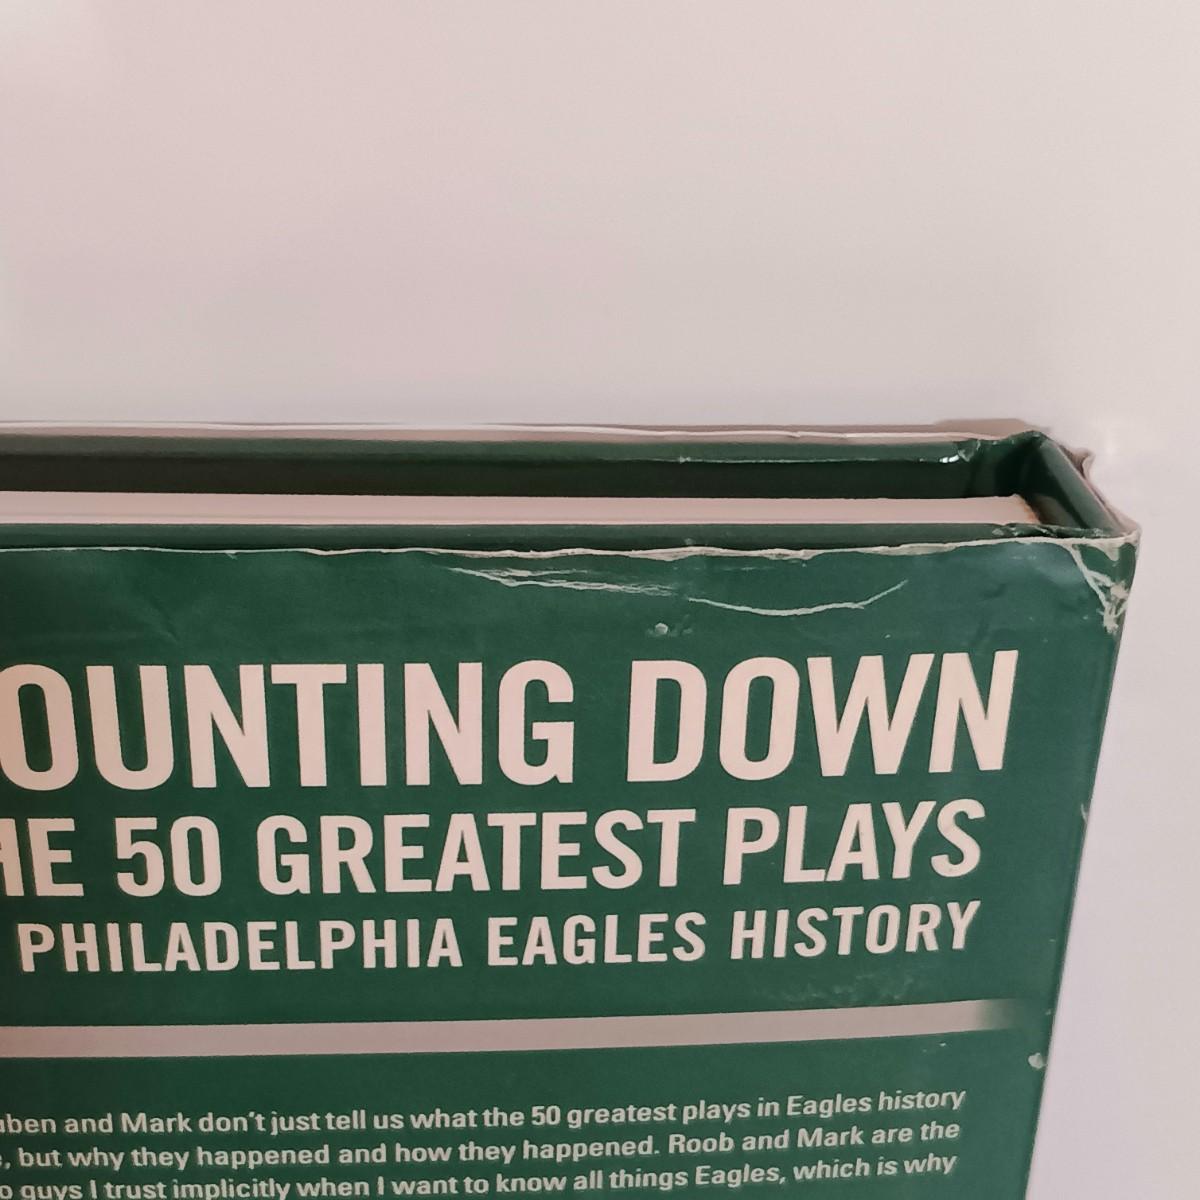 OUNTING DOWN
HE 50 GREATEST PLAYS
PHILADELPHIA EAGLES HISTORY
uben and Mark don't just tell us what the 50 greatest plays in Eagles history
, but why they happened and how they happened. Roob and Mark are the
o guys I trust implicitly when I want to know all things Eagles, which is why